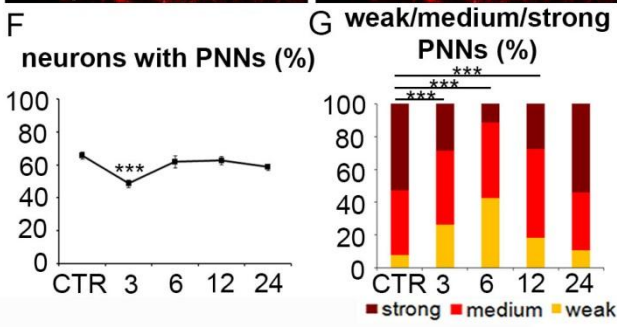 F
neurons with PNNs (%)
***
100
80
60
40
20
0
CTR 3 6 12 24
G
weak/medium/strong
PNNs (%)
***
***
***
100
80
60
40
20
0
CTR 3 6 12 24
strong medium weak